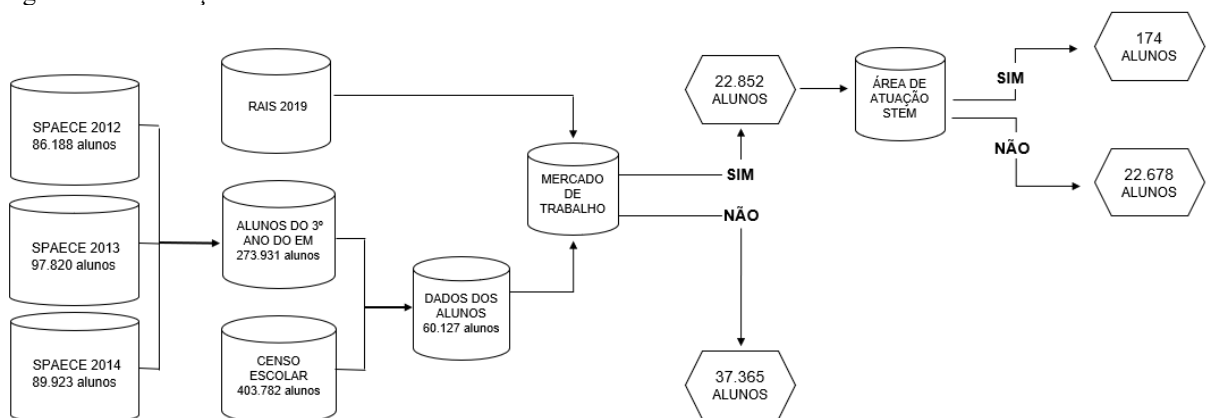 SPAECE 2012
86.188 alunos
SPAECE 2013
97.820 alunos
SPAECE 2014
89.923 alunos
RAIS 2019
ALUNOS DO 3º
ANO DO EM
273.931 alunos
CENSO
ESCOLAR
403.782 alunos
DADOS DOS
ALUNOS
60.127 alunos
MERCADO
DE
TRABALHO
SIM
NÃO
22.852
ALUNOS
37.365
ALUNOS
ÁREA DE
ATUAÇÃO
STEM
SIM
NÃO
174
ALUNOS
22.678
ALUNOS